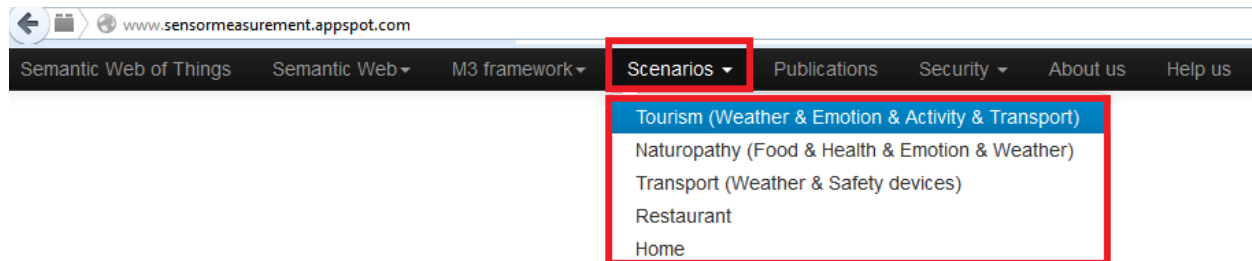 www.sensormeasurement.appspot.com
Semantic Web of Things Semantic Web M3 framework Scenarios Publications Security About us Help us
Tourism (Weather & Emotion & Activity & Transport)
Naturopathy (Food & Health & Emotion & Weather)
Transport (Weather & Safety devices)
Restaurant
Home